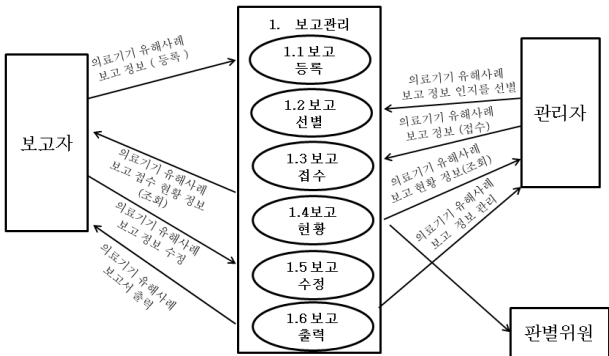 1. 보고관리
1.1 보고
등록
1.2 보고
선별
1.3 보고
접수
1.4보고
현황
1.5 보고
수정
1.6 보고
출력
보고자
의료기기 유해사례
보고 정보 ( 등록 )
의료기기 유해사례
보고 접수 현황 정보
(조회)
의료기기 유해사례
보고 정보 수정
의료기기 유해사례
보고서 출력
관리자
의료기기 유해사례
보고 정보 인지를 선별
의료기기 유해사례
보고 정보 (접수)
의료기기 유해사례
보고 현황 정보(조회)
의료기기 유해사례
보고 정보 관리
판별위원